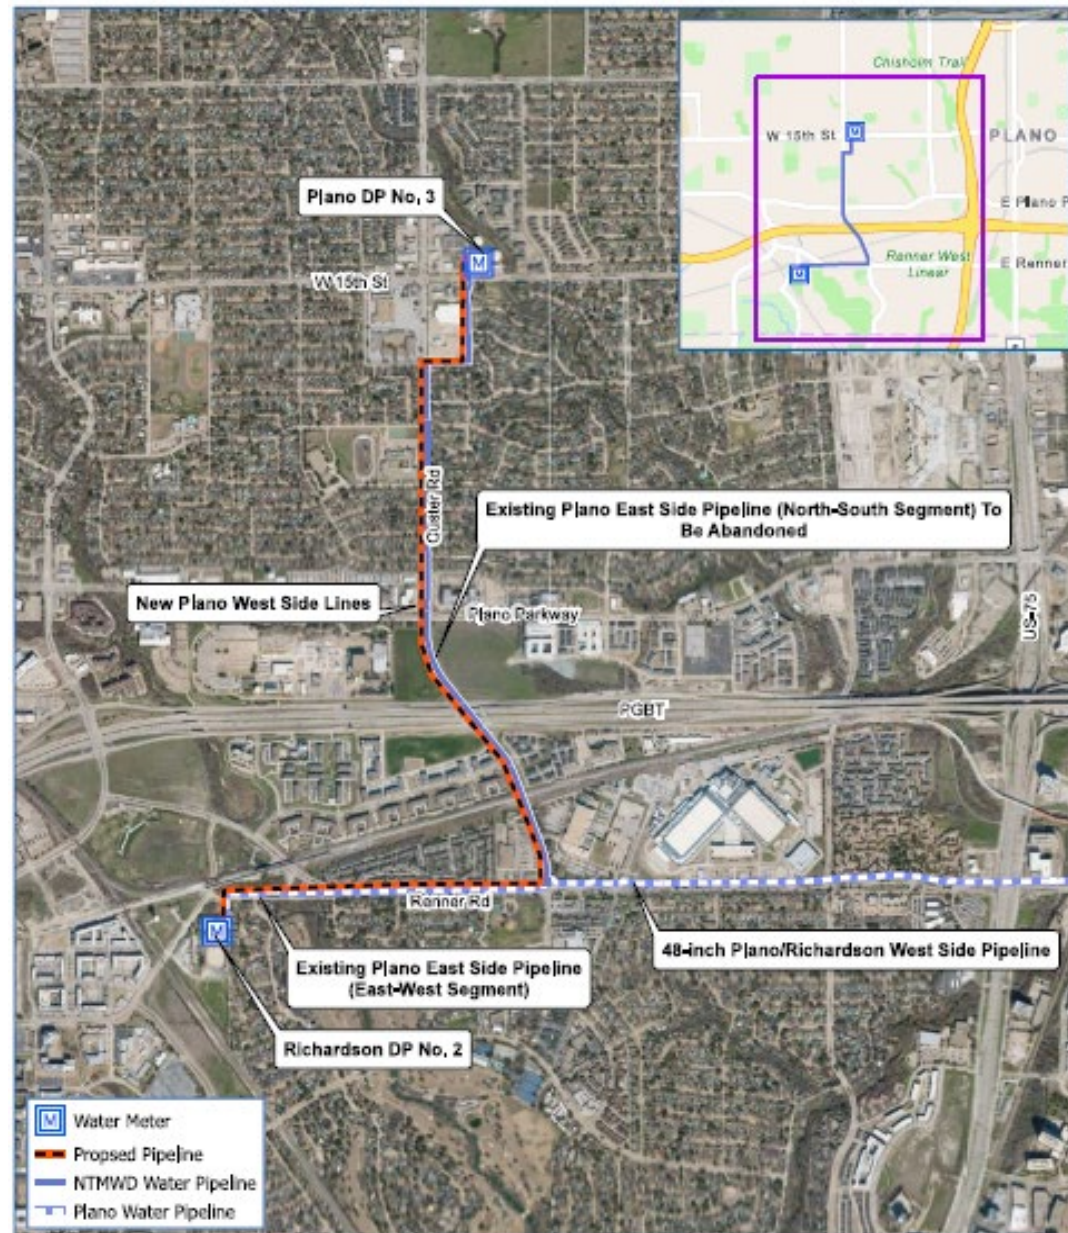 Chisholm Trail
W 15th St
PLANO
E Plano P
Renner West
Linear
E Renner
Plano DP No. 3
W 15th St
Custer Rd
Existing Plano East Side Pipeline (North-South Segment) To
Be Abandoned
New Plano West Side Lines
Plano Parkway
US-75
PGBT
Renner Rd
48-inch Plano/Richardson West Side Pipeline
Existing Plano East Side Pipeline
(East-West Segment)
Richardson DP No. 2
M
M
M
M
M Water Meter
Propsed Pipeline
NTMWD Water Pipeline
Plano Water Pipeline